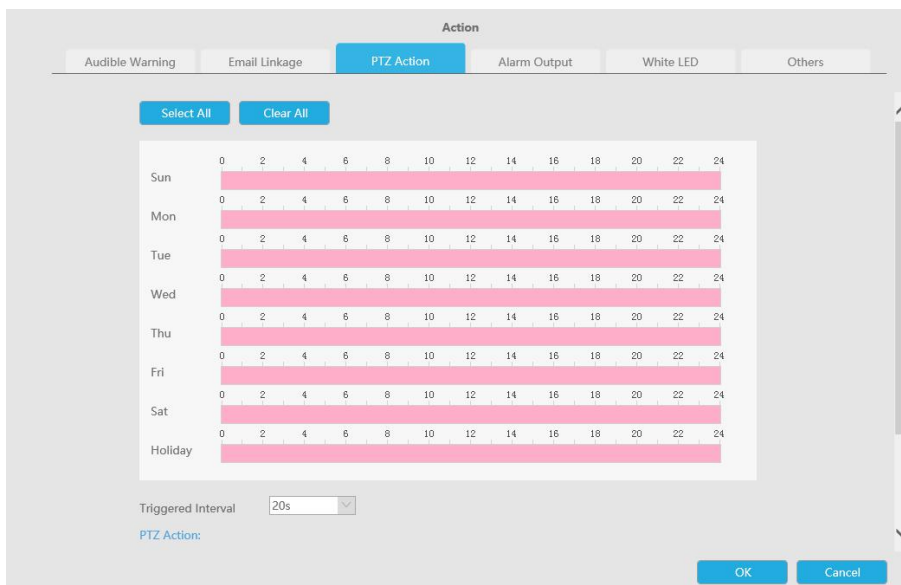 Action
Audible Warning Email Linkage PTZ Action Alarm Output White LED Others
Select All Clear All
0 2 4 6 8 10 12 14 16 18 20 22 24
Sun
0 2 4 6 8 10 12 14 16 18 20 22 24
Mon
0 2 4 6 8 10 12 14 16 18 20 22 24
Tue
0 2 4 6 8 10 12 14 16 18 20 22 24
Wed
0 2 4 6 8 10 12 14 16 18 20 22 24
Thu
0 2 4 6 8 10 12 14 16 18 20 22 24
Fri
0 2 4 6 8 10 12 14 16 18 20 22 24
Sat
0 2 4 6 8 10 12 14 16 18 20 22 24
Holiday
Triggered Interval 20s
PTZ Action:
OK Cancel